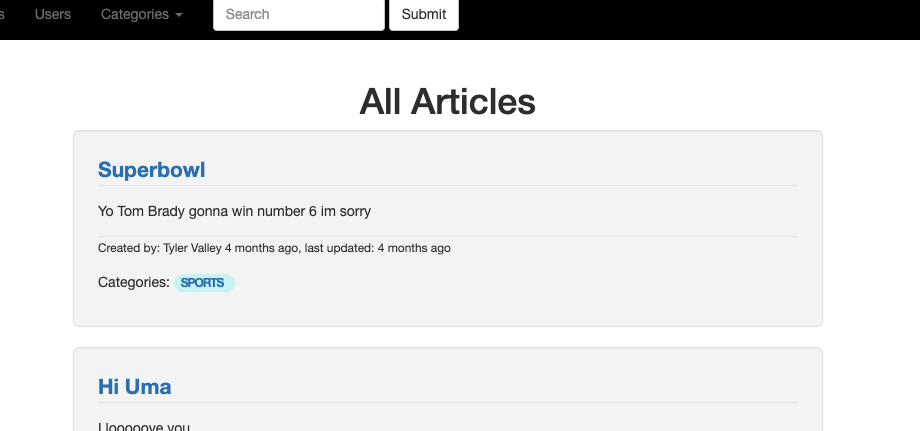 s Users Categories Search Submit
All Articles
Superbowl
Yo Tom Brady gonna win number 6 im sorry
Created by: Tyler Valley 4 months ago, last updated: 4 months ago
Categories: SPORTS
Hi Uma
I looooove you